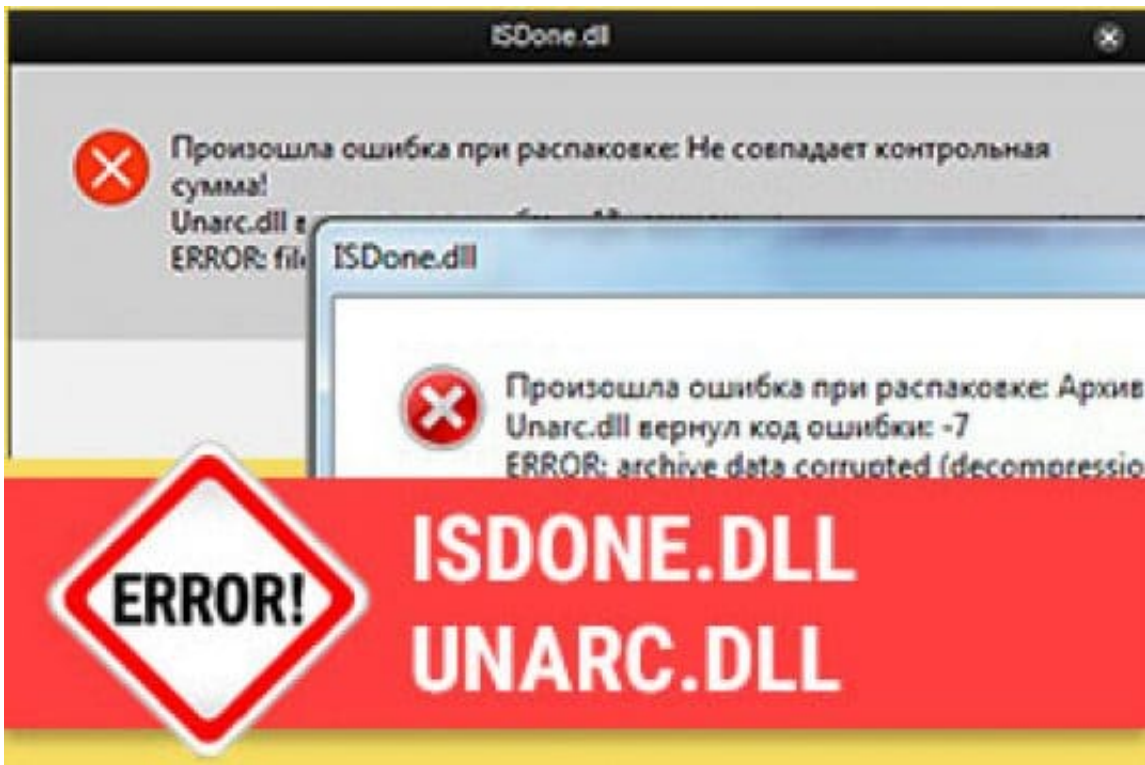 ISDone.dll
Произошла ошибка при распаковке: Не совпадает контрольная
сумма!
Unarc.dll
ERROR:
ISDone.dll
Произошла ошибка при распаковке: Архив
Unarc.dll вернул код ошибки: -7
ERROR: archive data corrupted (decompressio
ERROR!
ISDONE.DLL
UNARC.DLL